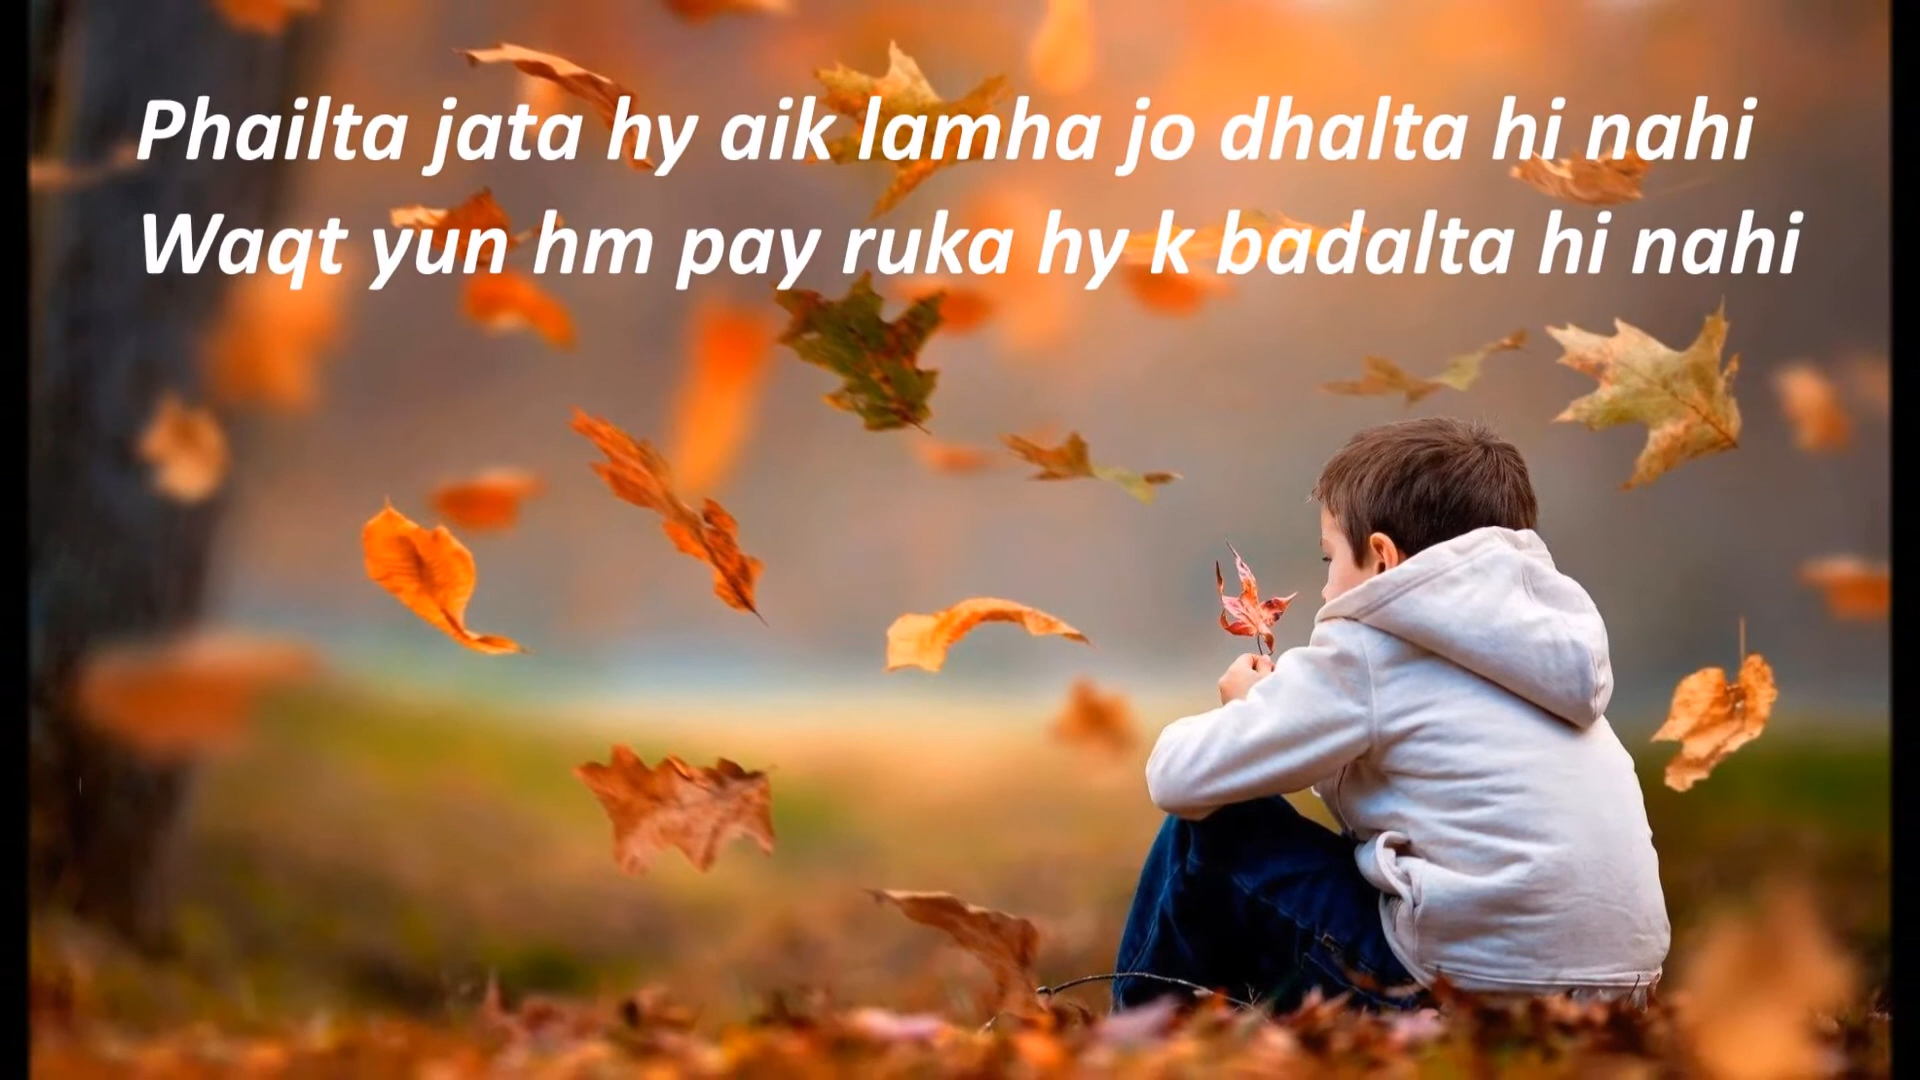 Phailta jata hy aik lamha jo dhalta hi nahi
Waqt yun hm pay ruka hy k badalta hi nahi